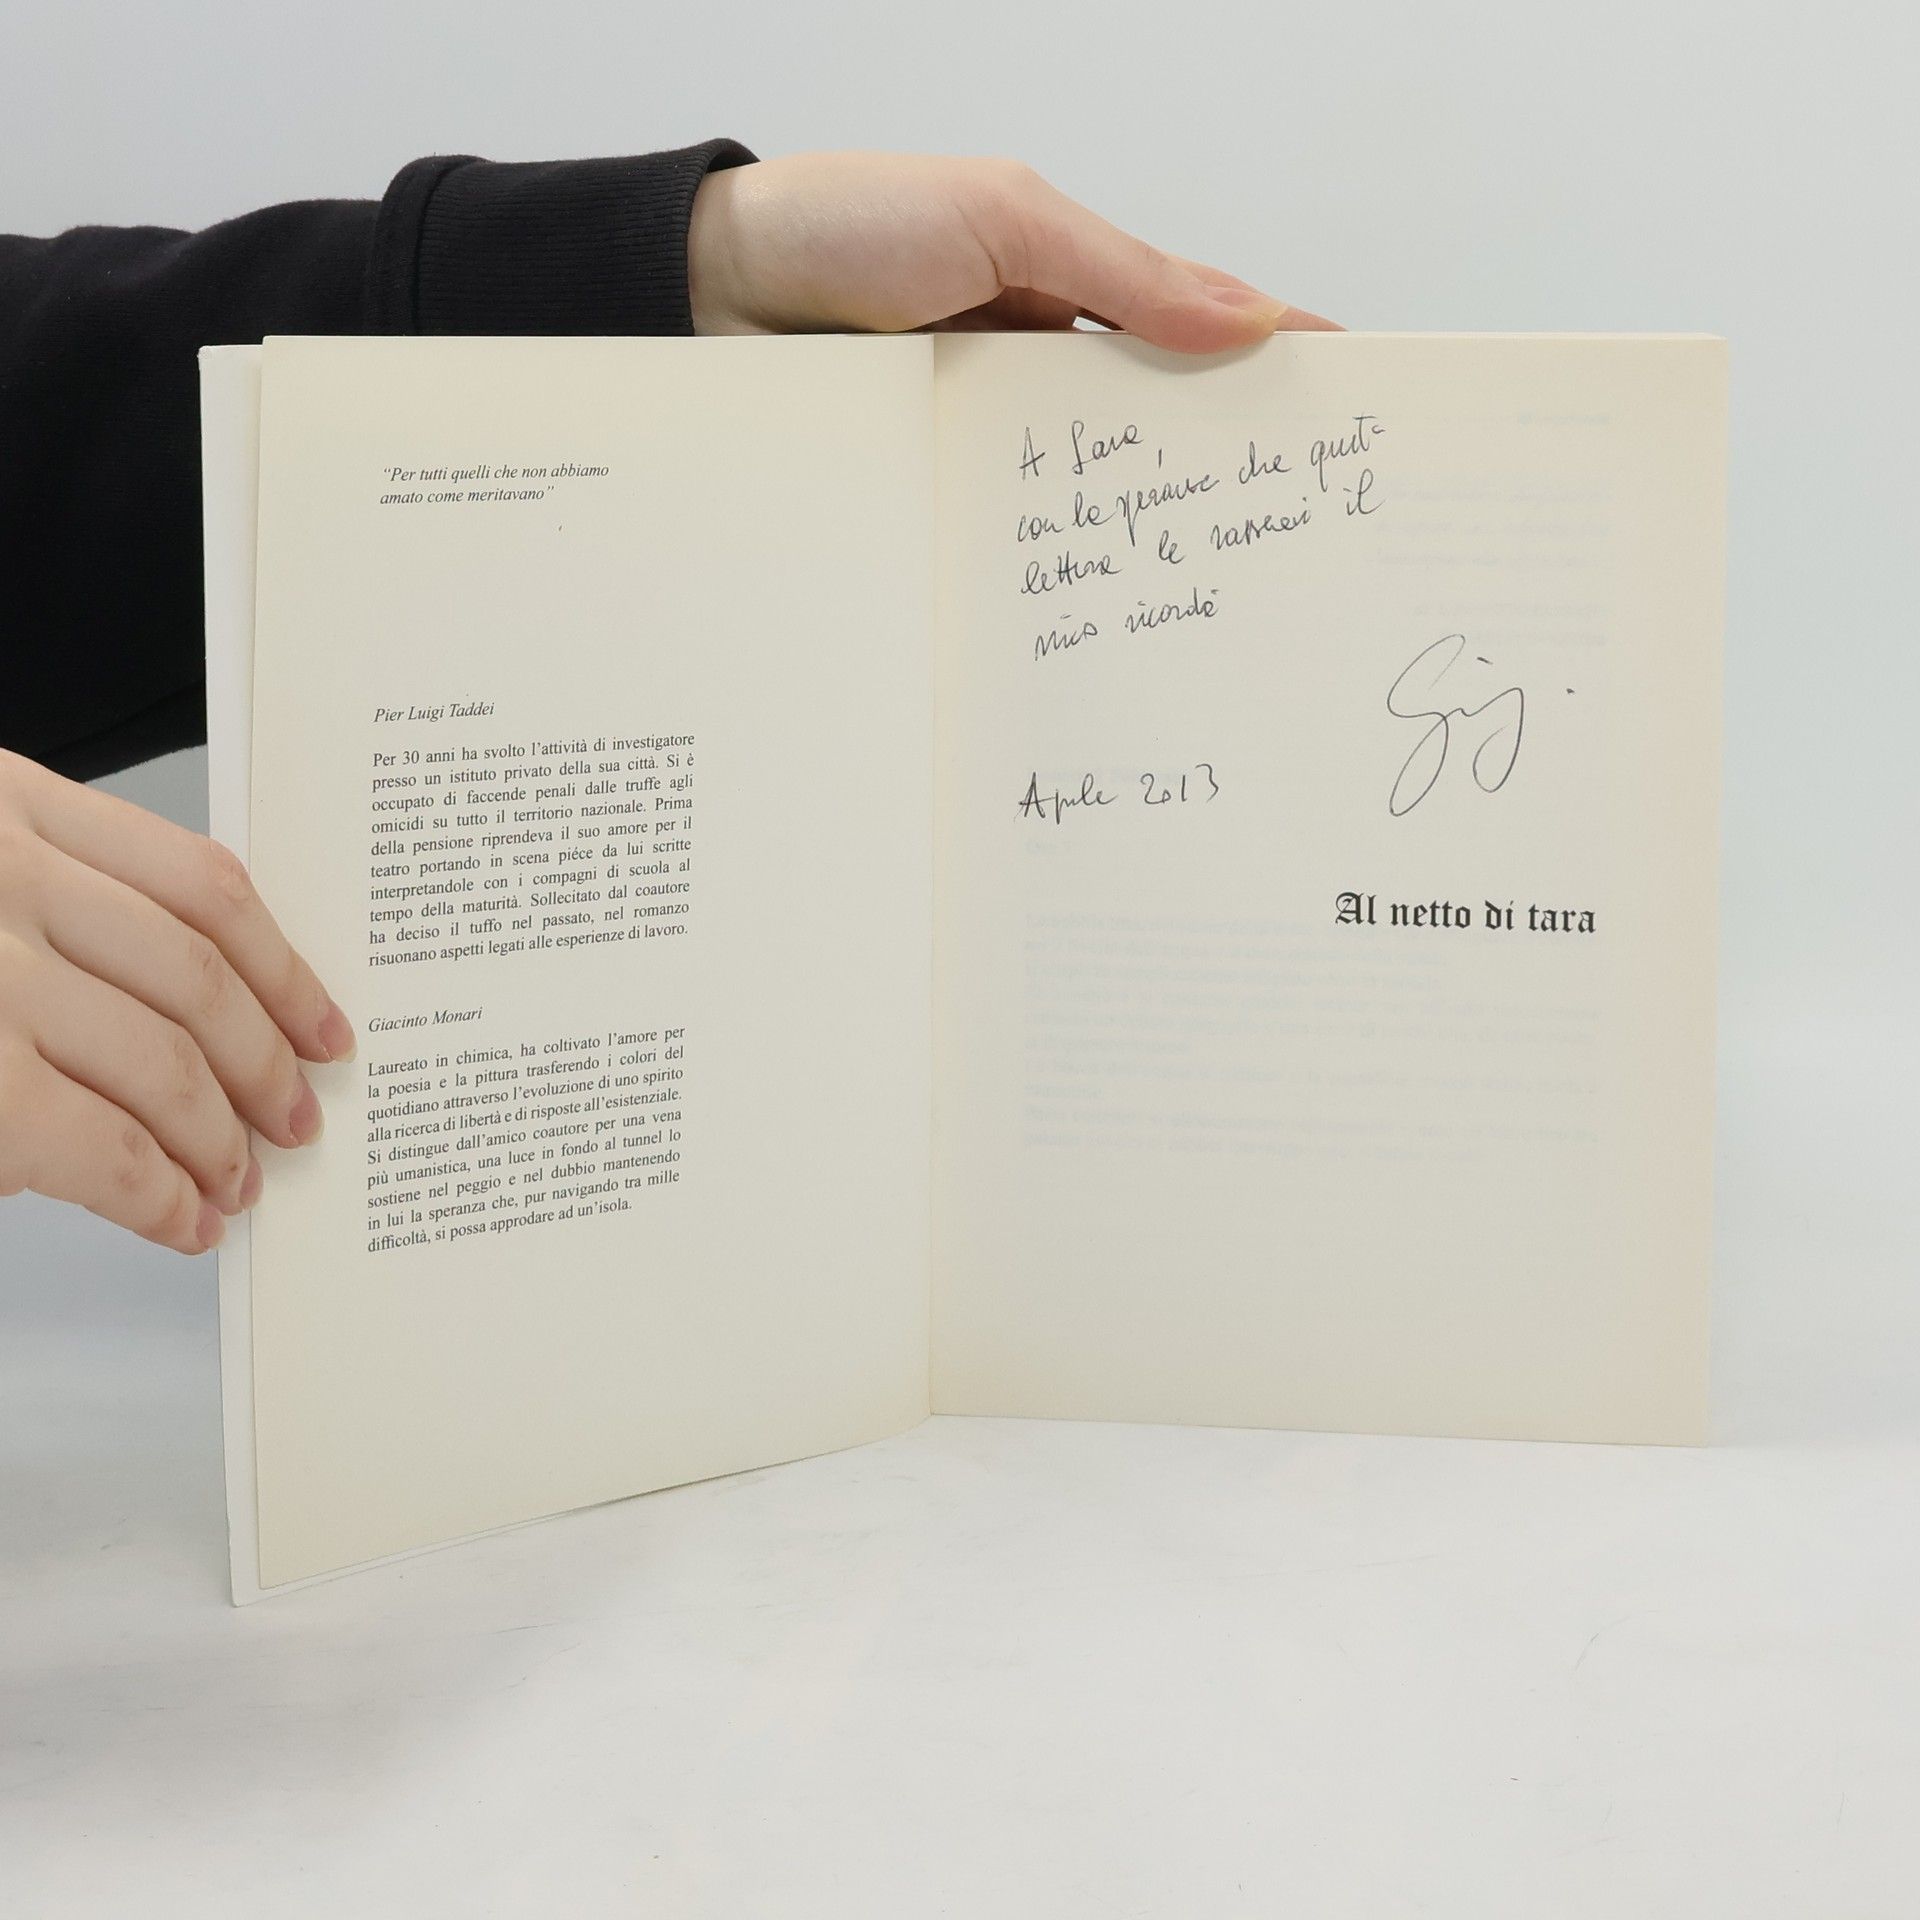 “Per tutti quelli che non abbiamo
amato come meritavano”
Pier Luigi Taddei
Per 30 anni ha svolto l’attività di investigatore
presso un istituto privato della sua città. Si è
occupato di faccende penali dalle truffe agli
omicidi su tutto il territorio nazionale. Prima
della pensione riprendeva il suo amore per il
teatro portando in scena piéce da lui scritte
interpretandole con i compagni di scuola al
tempo della maturità. Sollecitato dal coautore
ha deciso il tuffo nel passato, nel romanzo
risuonano aspetti legati alle esperienze di lavoro.
Giacinto Monari
Laureato in chimica, ha coltivato l’amore per
la poesia e la pittura trasferendo i colori del
quotidiano attraverso l’evoluzione di uno spirito
alla ricerca di libertà e di risposte all’esistenziale.
Si distingue dall’amico coautore per una vena
più umanistica, una luce in fondo al tunnel lo
sostiene nel peggio e nel dubbio mantenendo
in lui la speranza che, pur navigando tra mille
difficoltà, si possa approdare ad un’isola.
A Sara,
con la speranza che questa
lettura le rassereni il
mio ricordo
Gigi.
Aprile 2013
Al netto di tara